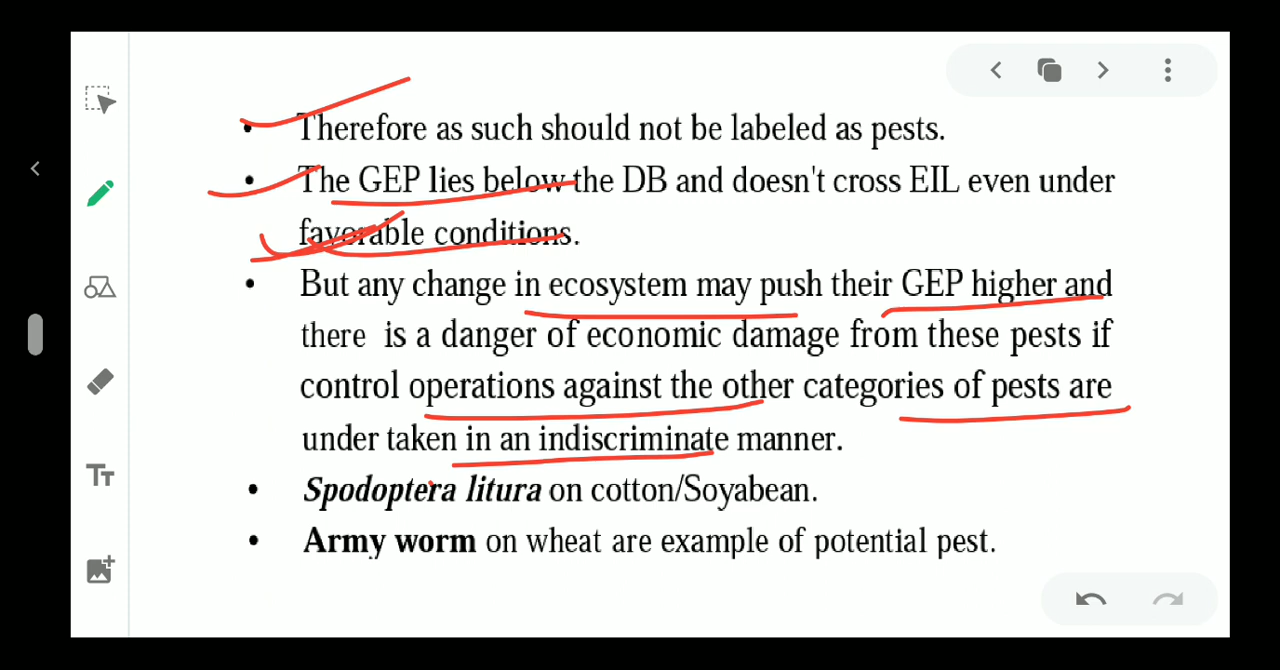 • Therefore as such should not be labeled as pests.
• The GEP lies below the DB and doesn't cross EIL even under
favorable conditions.
• But any change in ecosystem may push their GEP higher and
there is a danger of economic damage from these pests if
control operations against the other categories of pests are
under taken in an indiscriminate manner.
• Spodoptera litura on cotton/Soyabean.
• Army worm on wheat are example of potential pest.
TT